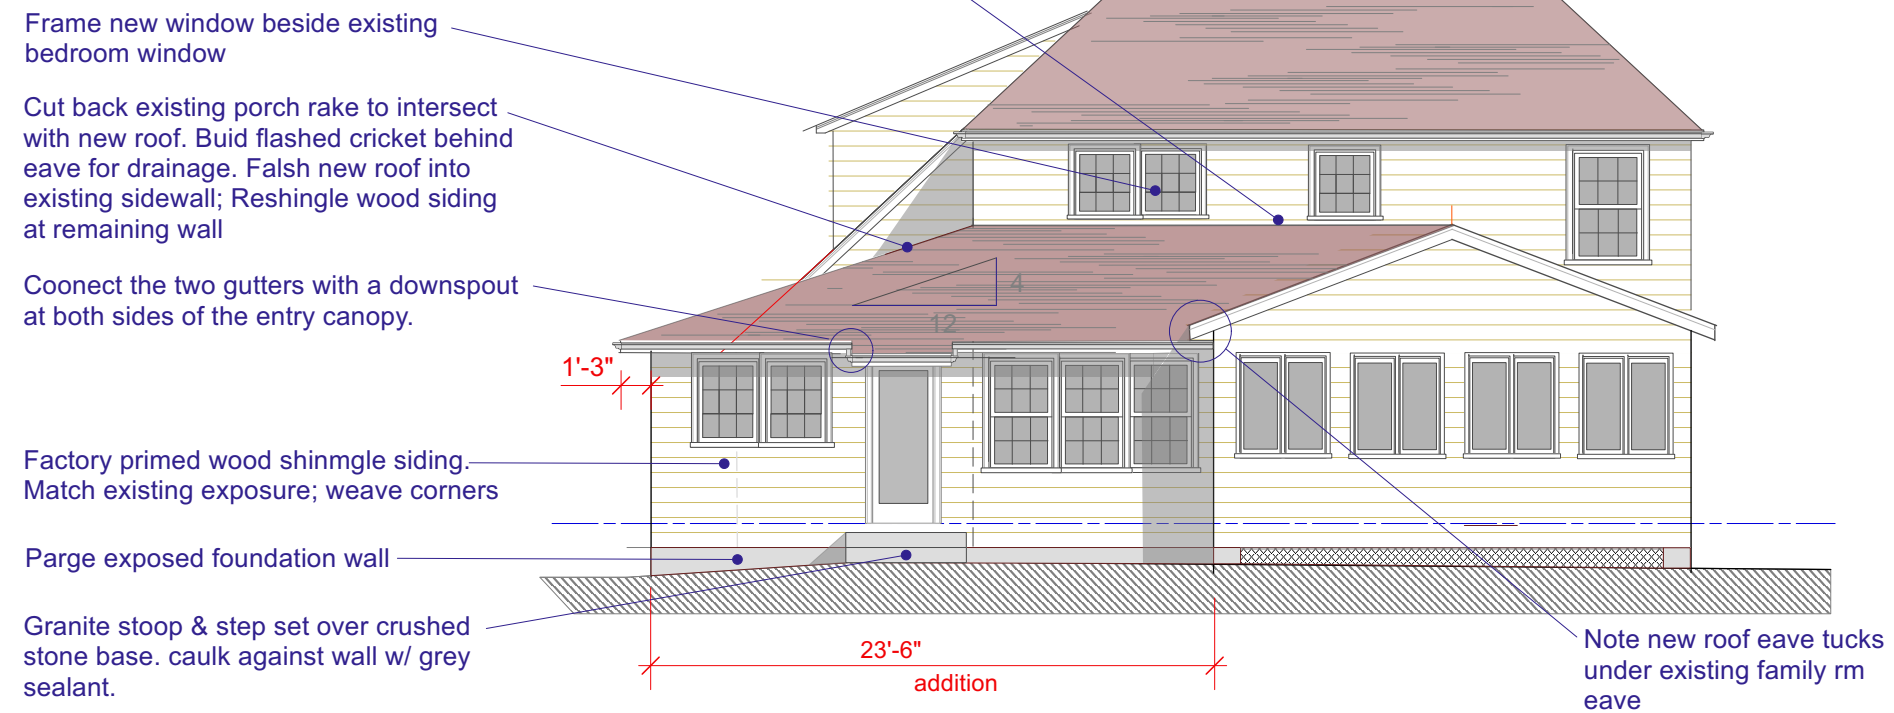 Frame new window beside existing
bedroom window
Cut back existing porch rake to intersect
with new roof. Buid flashed cricket behind
eave for drainage. Falsh new roof into
existing sidewall; Reshingle wood siding
at remaining wall
Coonect the two gutters with a downspout
at both sides of the entry canopy.
4
12
1'-3"
Factory primed wood shinmgle siding.
Match existing exposure; weave corners
Parge exposed foundation wall
Granite stoop & step set over crushed
stone base. caulk against wall w/ grey
sealant.
23'-6"
addition
Note new roof eave tucks
under existing family rm
eave